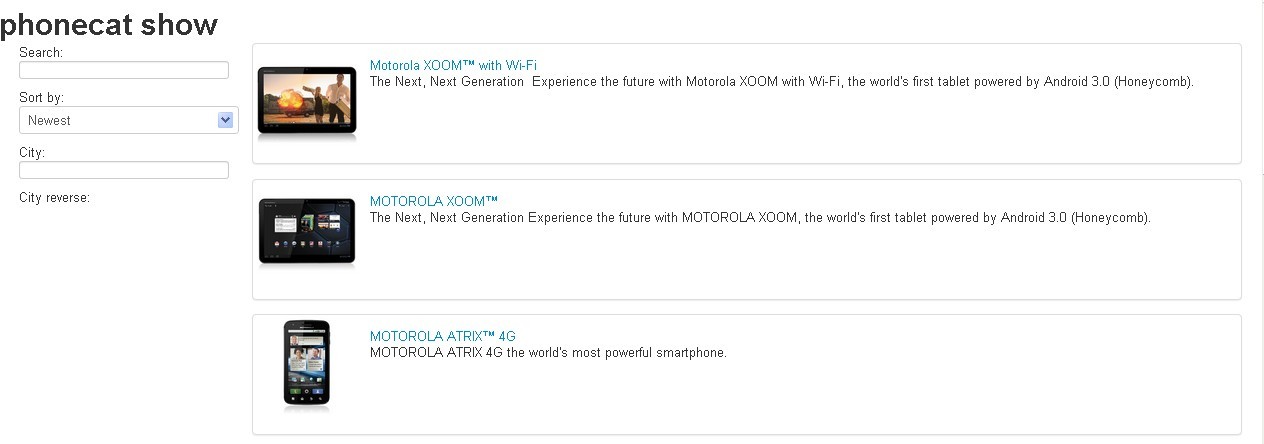 phonecat show
Search:
Sort by:
Newest
City:
City reverse:
Motorola XOOM™ with Wi-Fi
The Next, Next Generation  Experience the future with Motorola XOOM with Wi-Fi, the world's first tablet powered by Android 3.0 (Honeycomb).
MOTOROLA XOOM™
The Next, Next Generation Experience the future with MOTOROLA XOOM, the world's first tablet powered by Android 3.0 (Honeycomb).
MOTOROLA ATRIX™ 4G
MOTOROLA ATRIX 4G the world's most powerful smartphone.